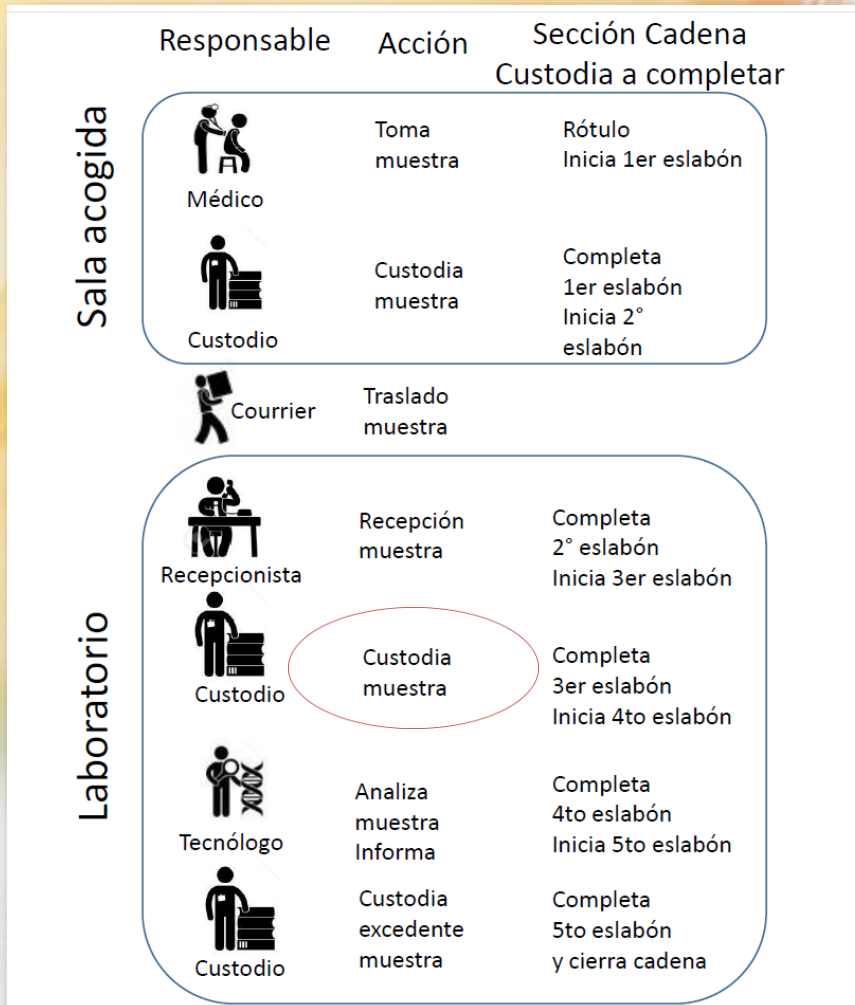 Responsable
Acción
Sección Cadena
Custodia a completar
Sala acogida
Médico
Toma
muestra
Rótulo
Inicia 1er eslabón
Custodio
Custodia
muestra
Completa
1er eslabón
Inicia 2°
eslabón
Courrier
Traslado
muestra
Laboratorio
Recepcionista
Recepción
muestra
Completa
2° eslabón
Inicia 3er eslabón
Custodio
Custodia
muestra
Completa
3er eslabón
Inicia 4to eslabón
Tecnólogo
Analiza
muestra
Informa
Completa
4to eslabón
Inicia 5to eslabón
Custodio
Custodia
excedente
muestra
Completa
5to eslabón
y cierra cadena